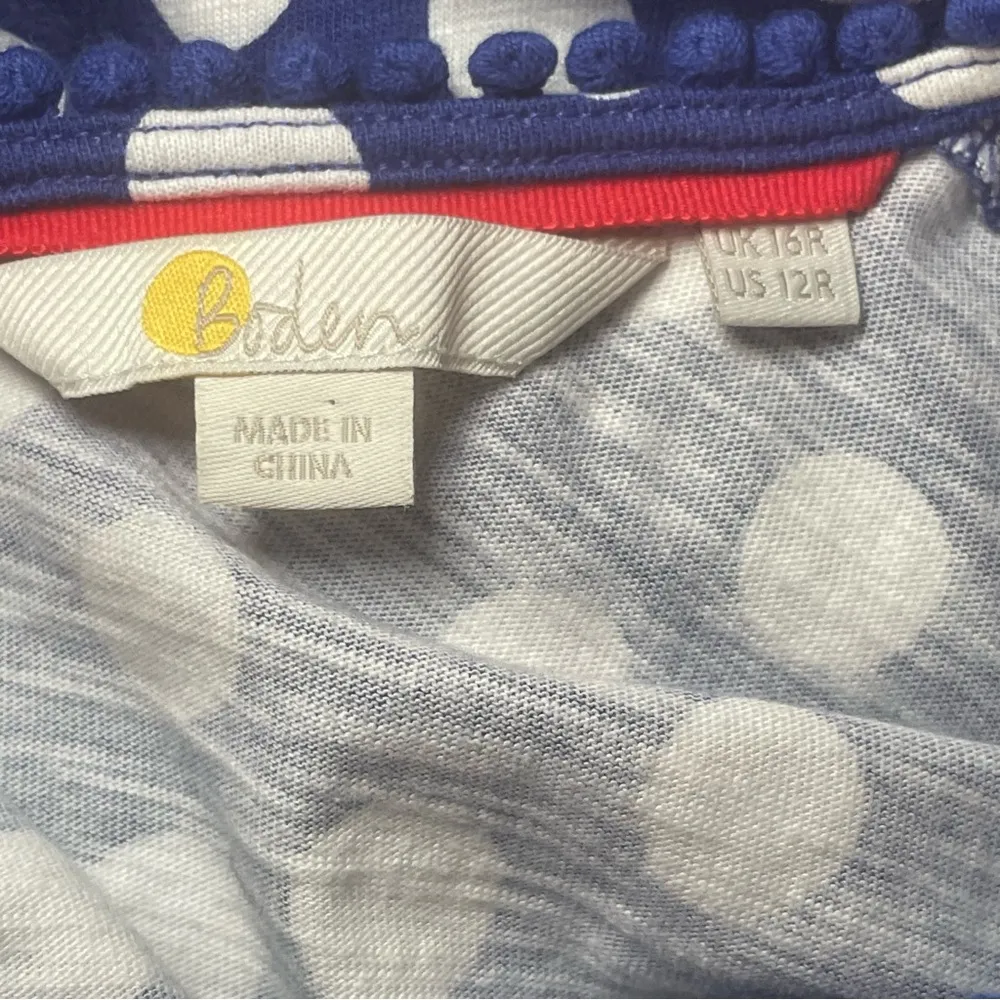 Boden
MADE IN
CHINA
UK 16R
US 12R